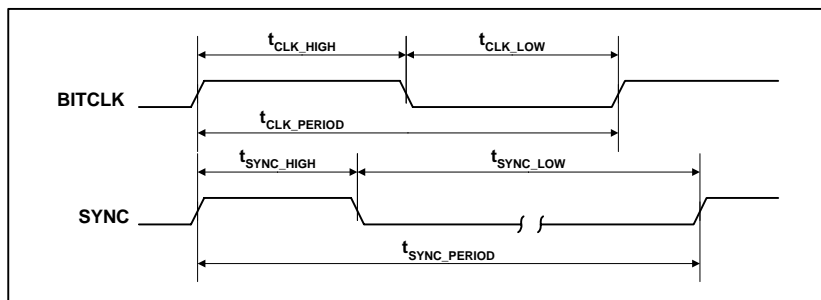 tCLK_HIGH tCLK_LOW
BITCLK
tCLK_PERIOD
tSYNC_HIGH tSYNC_LOW
SYNC
tSYNC_PERIOD